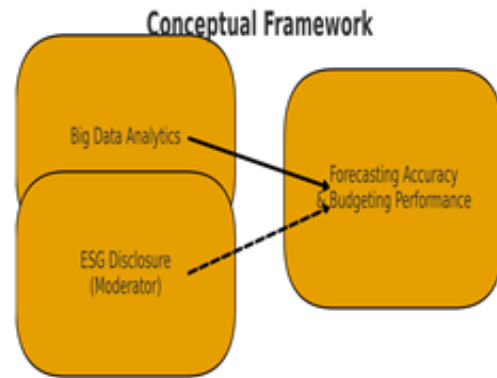 Conceptual Framework
Big Data Analytics
Forecasting Accuracy
& Budgeting Performance
ESG Disclosure
(Moderator)